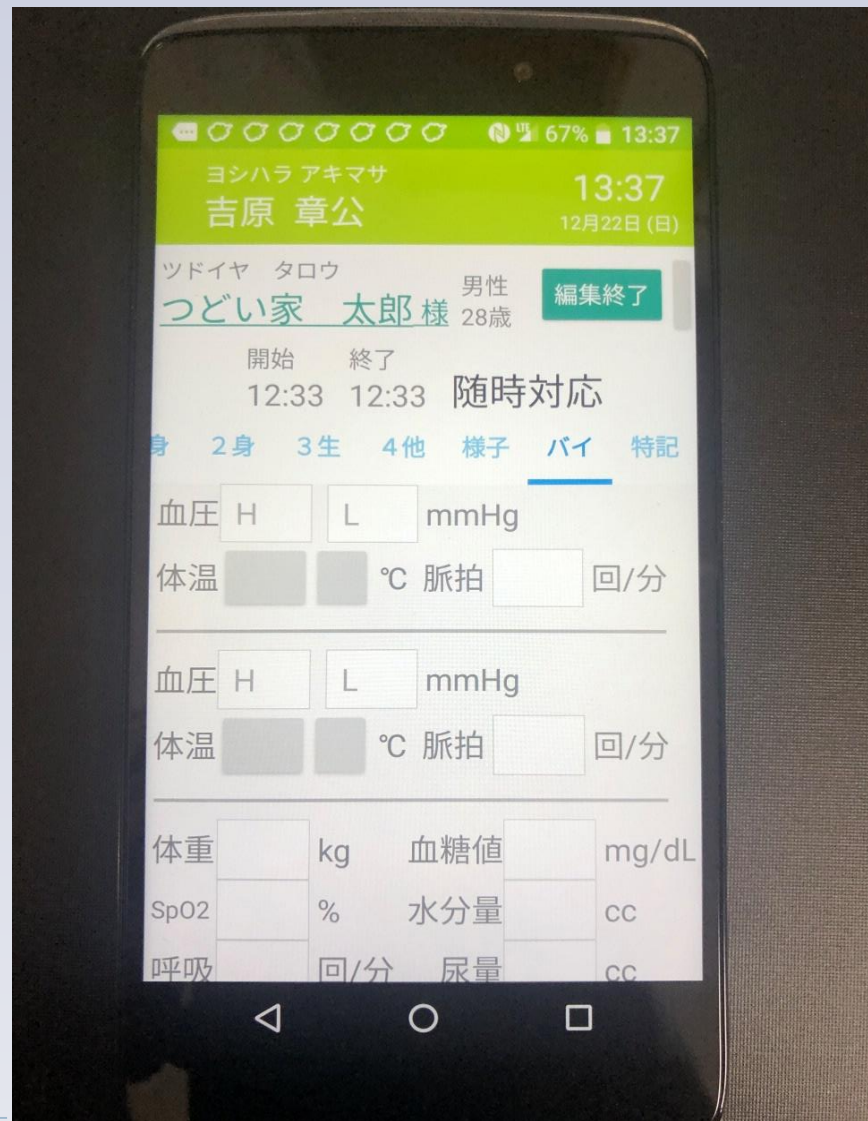 67% 13:37
ヨシハラ アキマサ
吉原 章公
13:37
12月22日 (日)
ツドイヤ タロウ
つどい家 太郎 様
男性
28歳
編集終了
開始 終了
12:33 12:33 随時対応
身 2身 3生 4他 様子 バイ 特記
血圧 H L mmHg
体温 ℃ 脈拍 回/分
血圧 H L mmHg
体温 ℃ 脈拍 回/分
体重 kg 血糖値 mg/dL
SpO2 % 水分量 cc
呼吸 回/分 尿量 cc